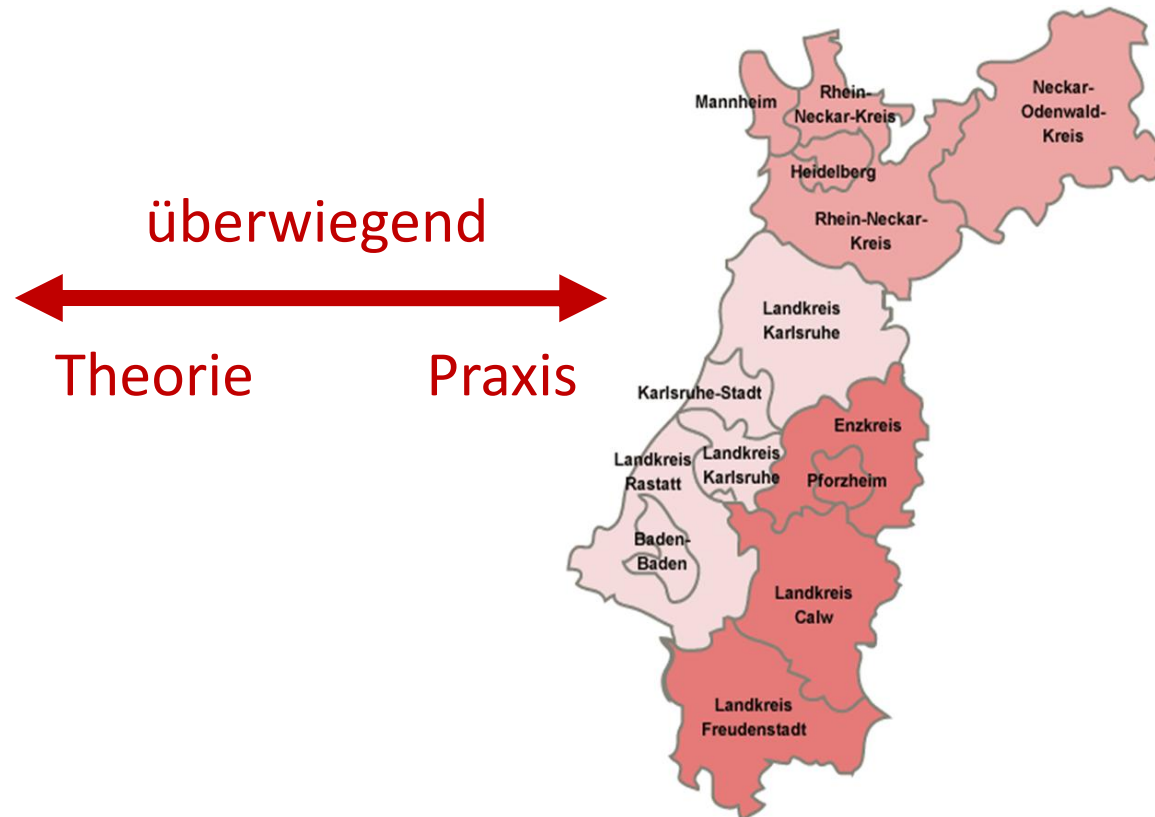 überwiegend
Theorie Praxis
Mannheim
Rhein-
Neckar-Kreis
Neckar-
Odenwald-
Kreis
Heidelberg
Rhein-Neckar-
Kreis
Landkreis
Karlsruhe
Karlsruhe-Stadt
Enzkreis
Landkreis
Rastatt
Landkreis
Karlsruhe
Pforzheim
Baden-
Baden
Landkreis
Calw
Landkreis
Freudenstadt